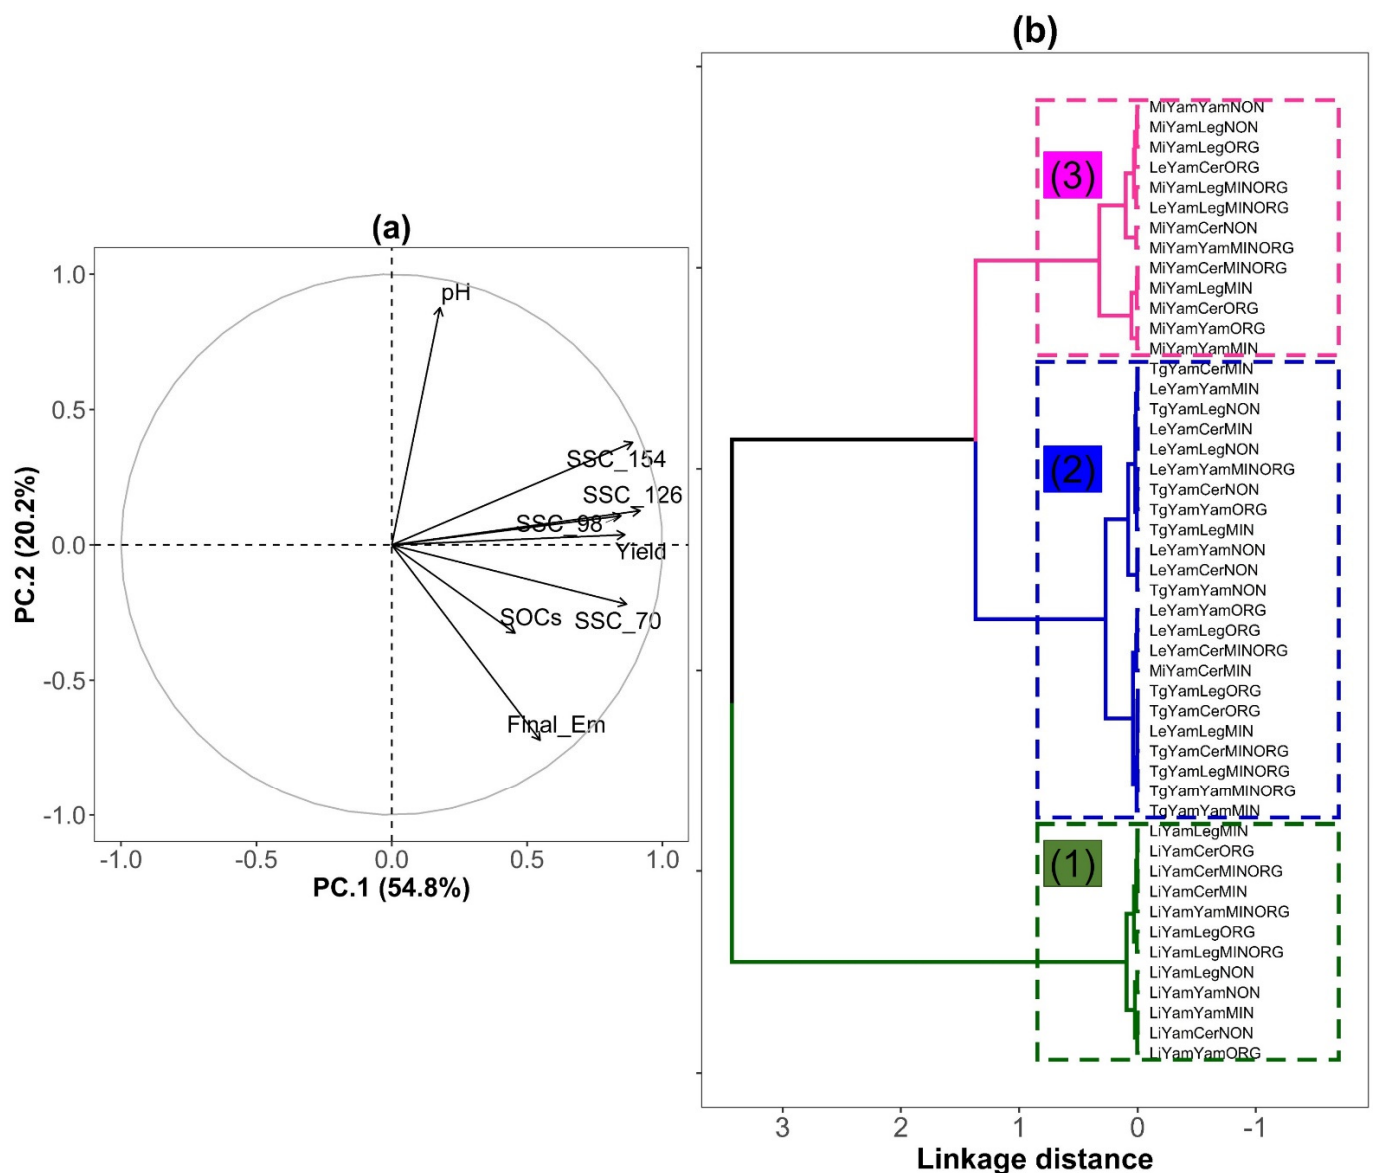 (a)
1.0
0.5
0.0
-0.5
-1.0
PC.2 (20.2%)
pH
SSC_154
SSC_126
SSC_98
Yield
SOCs
SSC_70
Final_Em
-1.0
-0.5
0.0
0.5
1.0
PC.1 (54.8%)
(b)
(3)
MiYamYamNON
MiYamLegNON
MiYamLegORG
LeYamCerORG
MiYamLegMINORG
LeYamLegMINORG
MiYamCerNON
MiYamYamMINORG
MiYamCerMINORG
MiYamLegMIN
MiYamCerORG
MiYamYamORG
MiYamYamMIN
(2)
TgYamCerMIN
LeYamYamMIN
TgYamLegNON
LeYamCerMIN
LeYamLegNON
LeYamYamMINORG
TgYamCerNON
TgYamYamORG
TgYamLegMIN
LeYamYamNON
LeYamCerNON
TgYamYamNON
LeYamYamORG
LeYamLegORG
LeYamCerMINORG
MiYamCerMIN
TgYamLegORG
TgYamCerORG
LeYamLegMIN
TgYamCerMINORG
TgYamLegMINORG
TgYamYamMINORG
TgYamYamMIN
(1)
LiYamLegMIN
LiYamCerORG
LiYamCerMINORG
LiYamCerMIN
LiYamYamMINORG
LiYamLegORG
LiYamLegMINORG
LiYamLegNON
LiYamYamNON
LiYamYamMIN
LiYamCerNON
LiYamYamORG
3
2
1
0
-1
Linkage distance